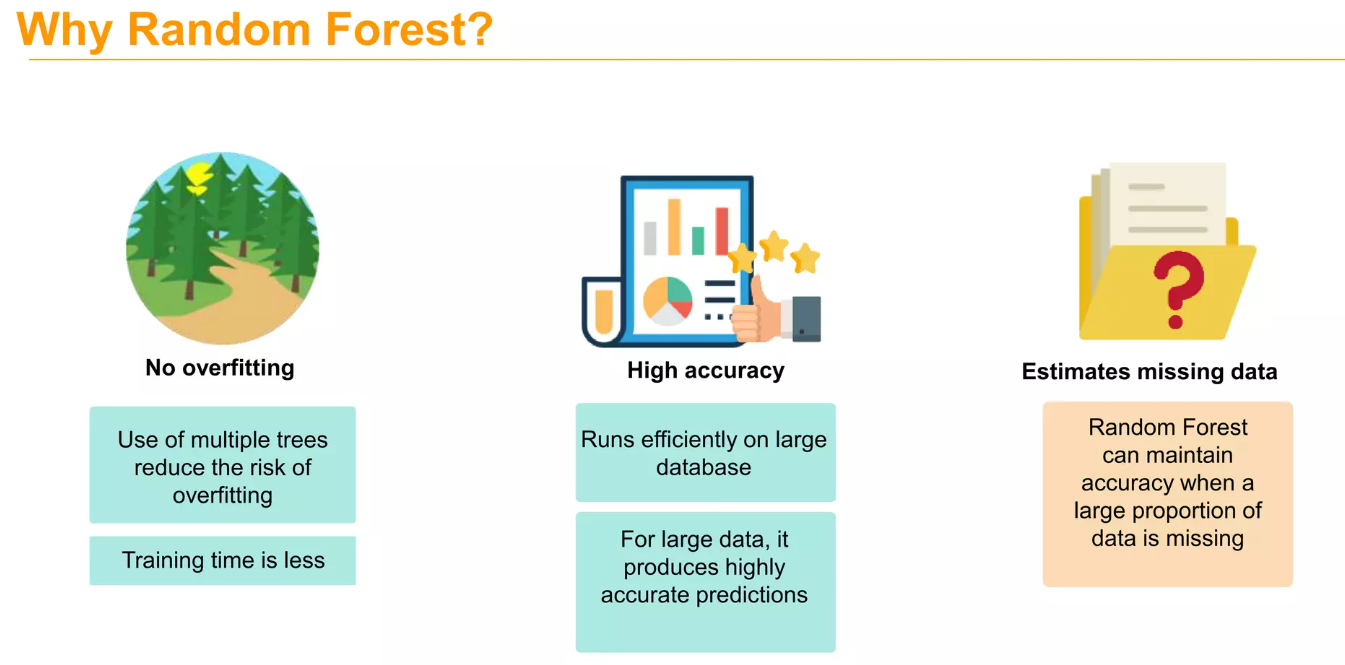 Why Random Forest?
No overfitting
Use of multiple trees
reduce the risk of
overfitting
Training time is less
High accuracy
Runs efficiently on large
database
For large data, it
produces highly
accurate predictions
Estimates missing data
Random Forest
can maintain
accuracy when a
large proportion of
data is missing